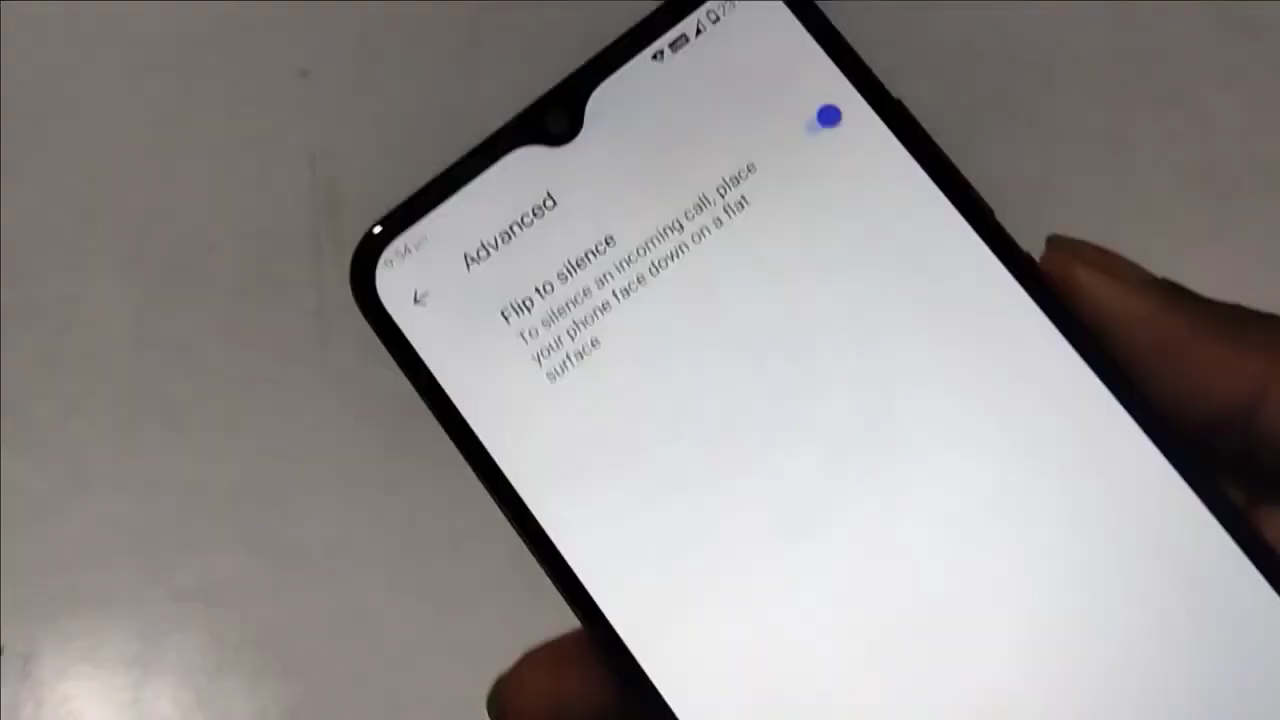 Advanced
Flip to silence
To silence an incoming call, place
your phone face down on a flat
surface